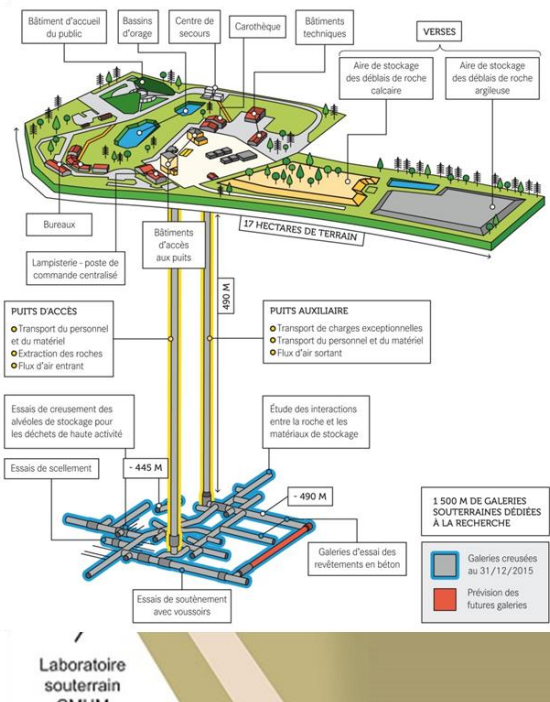 Bâtiment d'accueil
du public
Bassins
d'orage
Centre de
secours
Carothèque
Bâtiments
techniques
VERSES
Aire de stockage
des déblais de roche
calcaire
Aire de stockage
des déblais de roche
argileuse
Bureaux
Lampisterie - poste de
commande centralisé
Bâtiments
d'accès
aux puits
17 HECTARES DE TERRAIN
490 M
PUITS D'ACCÈS
Transport du personnel
et du matériel
Extraction des roches
Flux d'air entrant
PUITS AUXILIAIRE
Transport de charges exceptionnelles
Transport du personnel et du matériel
Flux d'air sortant
Essais de creusement des
alvéoles de stockage pour
les déchets de haute activité
Étude des interactions
entre la roche et les
matériaux de stockage
Essais de scellement
- 445 M
- 490 M
Galeries d'essai des
revêtements en béton
Essais de soutènement
avec voussoirs
1 500 M DE GALERIES
SOUTERRAINES DÉDIÉES
À LA RECHERCHE
Galeries creusées
au 31/12/2015
Prévision des
futures galeries
Laboratoire
souterrain